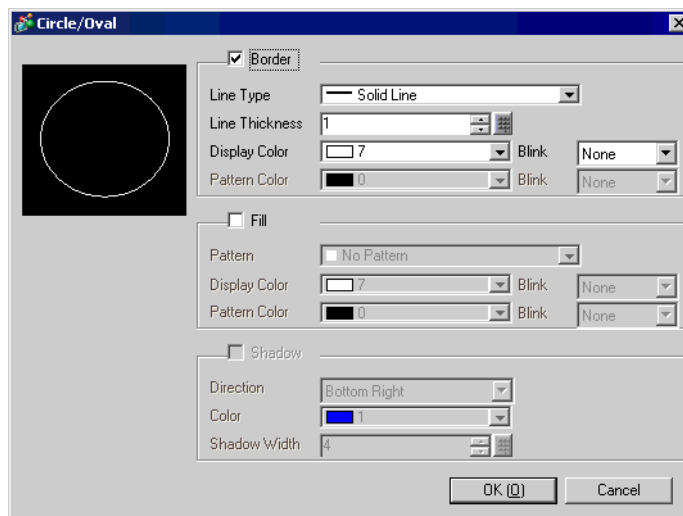 Circle/Oval
Border
Line Type Solid Line
Line Thickness 1
Display Color 7 Blink None
Pattern Color 0 Blink None
Fill
Pattern No Pattern
Display Color 7 Blink None
Pattern Color 0 Blink None
Shadow
Direction Bottom Right
Color 1
Shadow Width 4
OK (O) Cancel